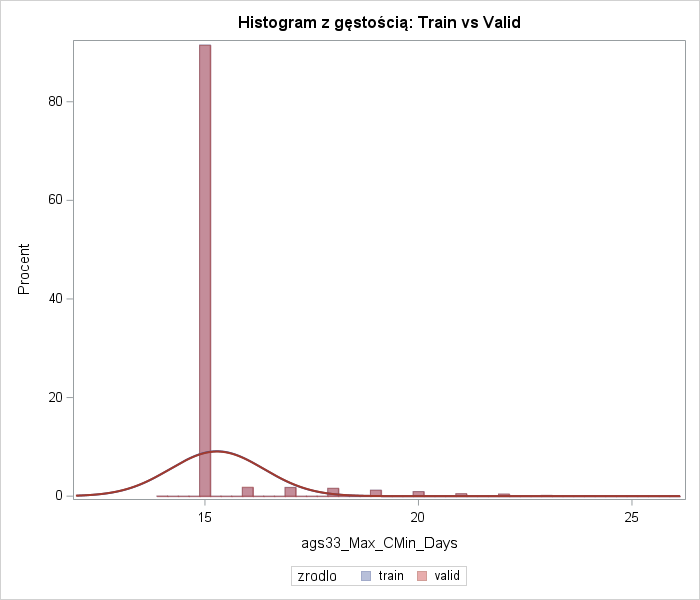 Histogram z gęstością: Train vs Valid
80
60
40
20
0
Procent
15
20
25
ags33_Max_CMin_Days
zrodlo train valid